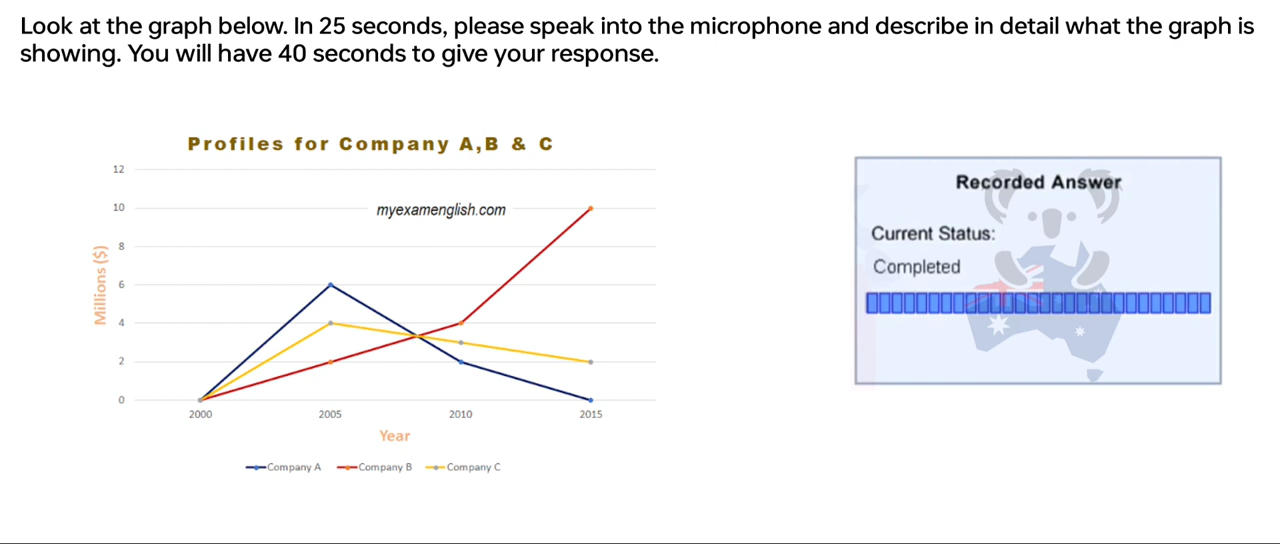 Look at the graph below. In 25 seconds, please speak into the microphone and describe in detail what the graph is
showing. You will have 40 seconds to give your response.
Profiles for Company A,B & C
12
myexamenglish.com
10
8
6
4
2
0
Millions ($)
2000
2005
2010
2015
Year
Company A
Company B
Company C
Recorded Answer
Current Status:
Completed